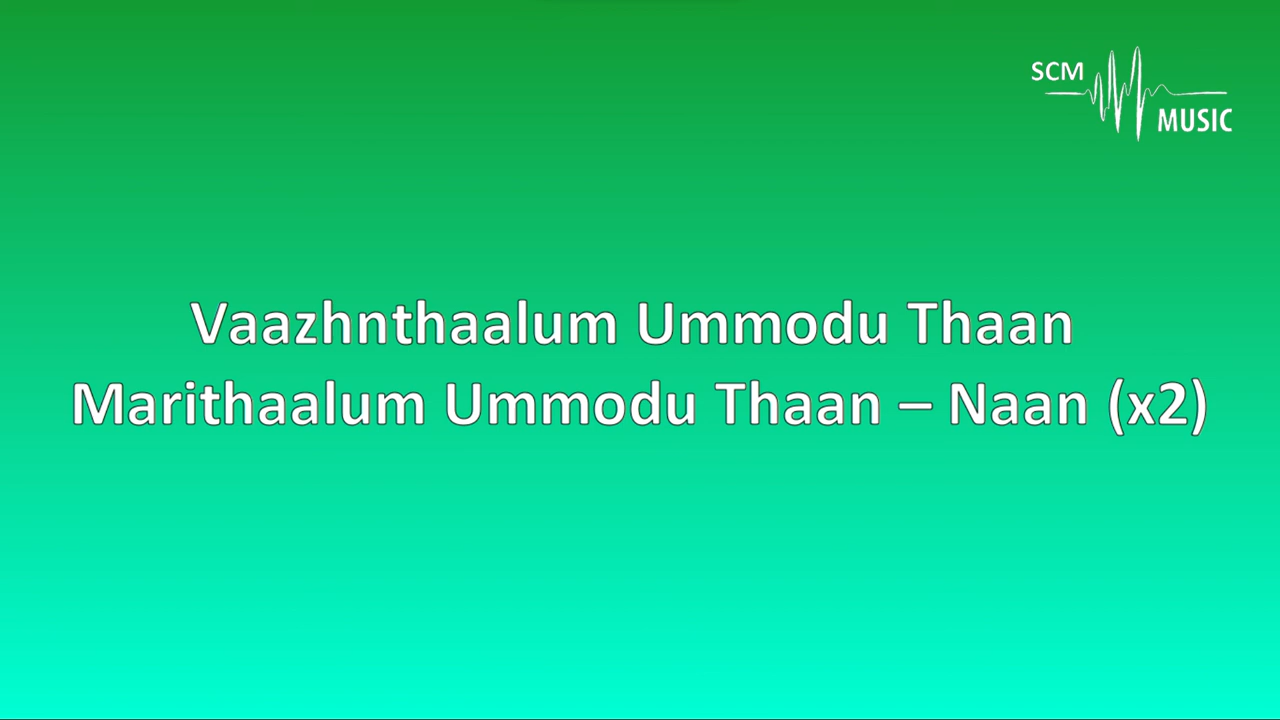 SCM
MUSIC
Vaazhnthaalum Ummodu Thaan
Marithaalum Ummodu Thaan – Naan (x2)